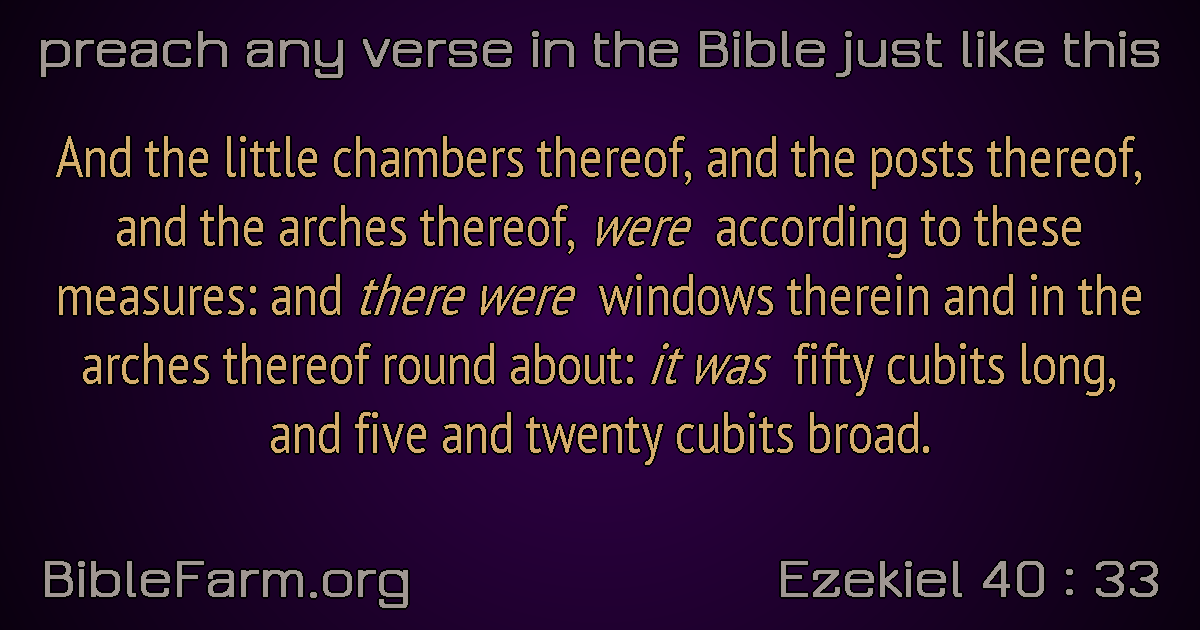 preach any verse in the Bible just like this
And the little chambers thereof, and the posts thereof,
and the arches thereof, were according to these
measures: and there were windows therein and in the
arches thereof round about: it was fifty cubits long,
and five and twenty cubits broad.
BibleFarm.org
Ezekiel 40 : 33